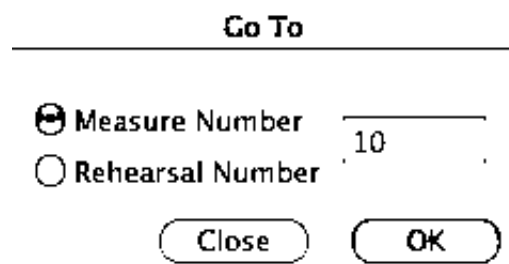 Go To
Measure Number
10
Rehearsal Number
Close
OK